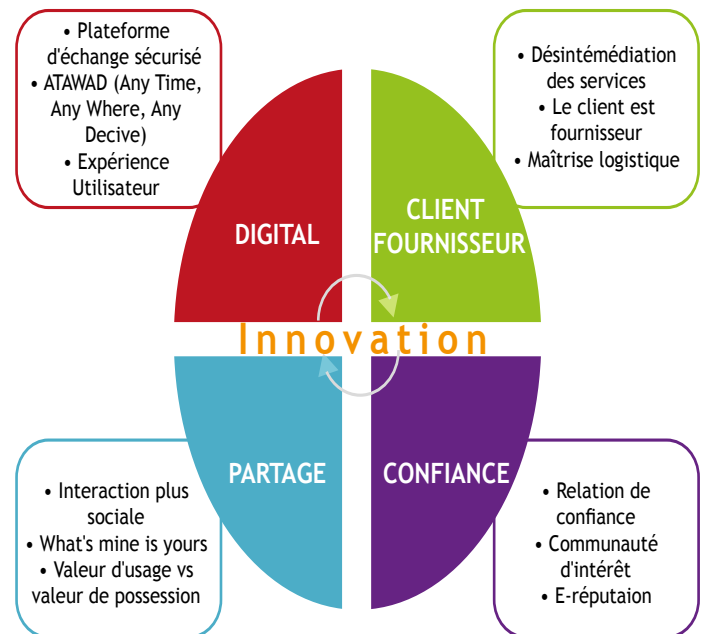 • Plateforme
d'échange sécurisé
• ATAWAD (Any Time,
Any Where, Any
Decive)
• Expérience
Utilisateur
• Désintémédiation
des services
• Le client est
fournisseur
• Maîtrise logistique
DIGITAL
CLIENT
FOURNISSEUR
Innovation
PARTAGE
CONFIANCE
• Interaction plus
sociale
• What's mine is yours
• Valeur d'usage vs
valeur de possession
• Relation de
confiance
• Communauté
d'intérêt
• E-réputaion